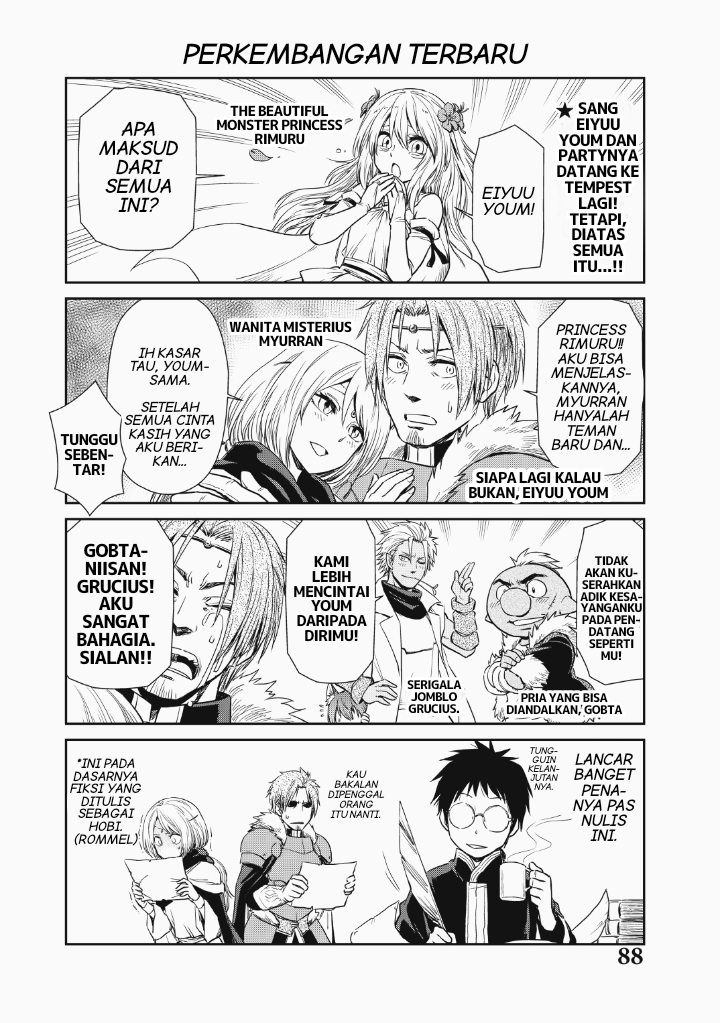 PERKEMBANGAN TERBARU
★ SANG
EIYUU
YOUM DAN
PARTYNYA
DATANG KE
TEMPEST
LAGI!
TETAPI,
DIATAS
SEMUA
ITU...!!
EIYUU
YOUM!
THE BEAUTIFUL
MONSTER PRINCESS
RIMURU
APA
MAKSUD
DARI
SEMUA
INI?
PRINCESS
RIMURU!!
AKU BISA
MENJELAS-
KANNYA,
MYURRAN
HANYALAH
TEMAN
BARU DAN...
SIAPA LAGI KALAU
BUKAN, EIYUU YOUM
WANITA MISTERIUS
MYURRAN
IH KASAR
TAU, YOUM-
SAMA.
SETELAH
SEMUA CINTA
KASIH YANG
AKU BERI-
KAN...
TUNGGU
SEBEN-
TAR!
TIDAK
AKAN KU-
SERAHKAN
ADIK KESA-
YANGANKU
PADA PEN-
DATANG
SEPERTI
MU!
PRIA YANG BISA
DIANDALKAN, GOBTA
SERIGALA
JOMBLO
GRUCIUS.
KAMI
LEBIH
MENCINTAI
YOUM
DARIPADA
DIRIMU!
GOBTA-
NIISAN!
GRUCIUS!
AKU
SANGAT
BAHAGIA.
SIALAN!!
LANCAR
BANGET
PENA-
NYA PAS
NULIS
INI.
TUNG-
GUIN
KELAN-
JUTAN
NYA.
KAU
BAKALAN
DIPENGGAL
ORANG
ITU NANTI.
*INI PADA
DASARNYA
FIKSI YANG
DITULIS
SEBAGAI
HOBI.
(ROMMEL)
88